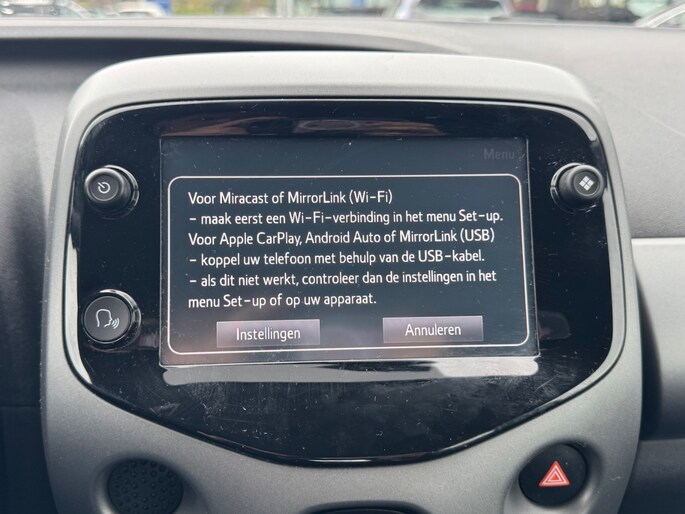 Menu
Voor Miracast of MirrorLink (Wi-Fi)
- maak eerst een Wi-Fi-verbinding in het menu Set-up.
Voor Apple CarPlay, Android Auto of MirrorLink (USB)
- koppel uw telefoon met behulp van de USB-kabel.
- als dit niet werkt, controleer dan de instellingen in het
menu Set-up of op uw apparaat.
Instellingen
Annuleren